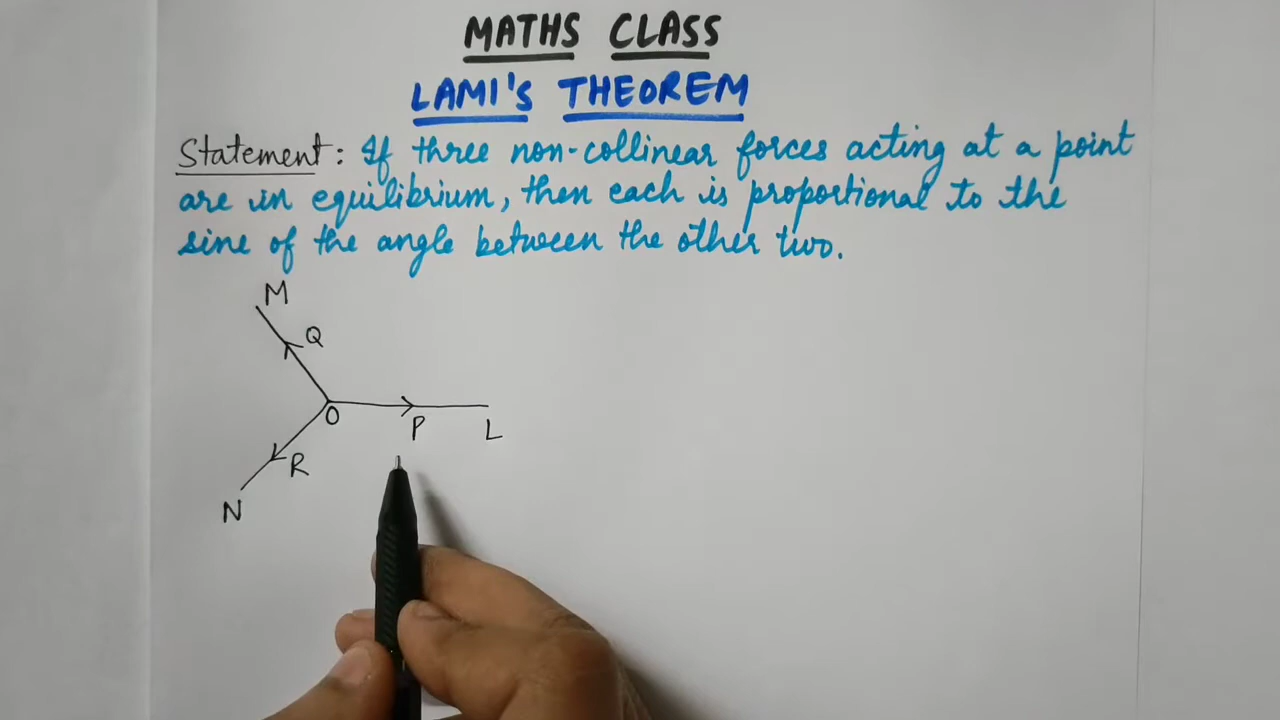 MATHS CLASS
LAMI's THEOREM
Statement: If three non-collinear forces acting at a point
are in equilibrium, then each is proportional to the
sine of the angle between the other two.
M
Q
O
P
L
R
N